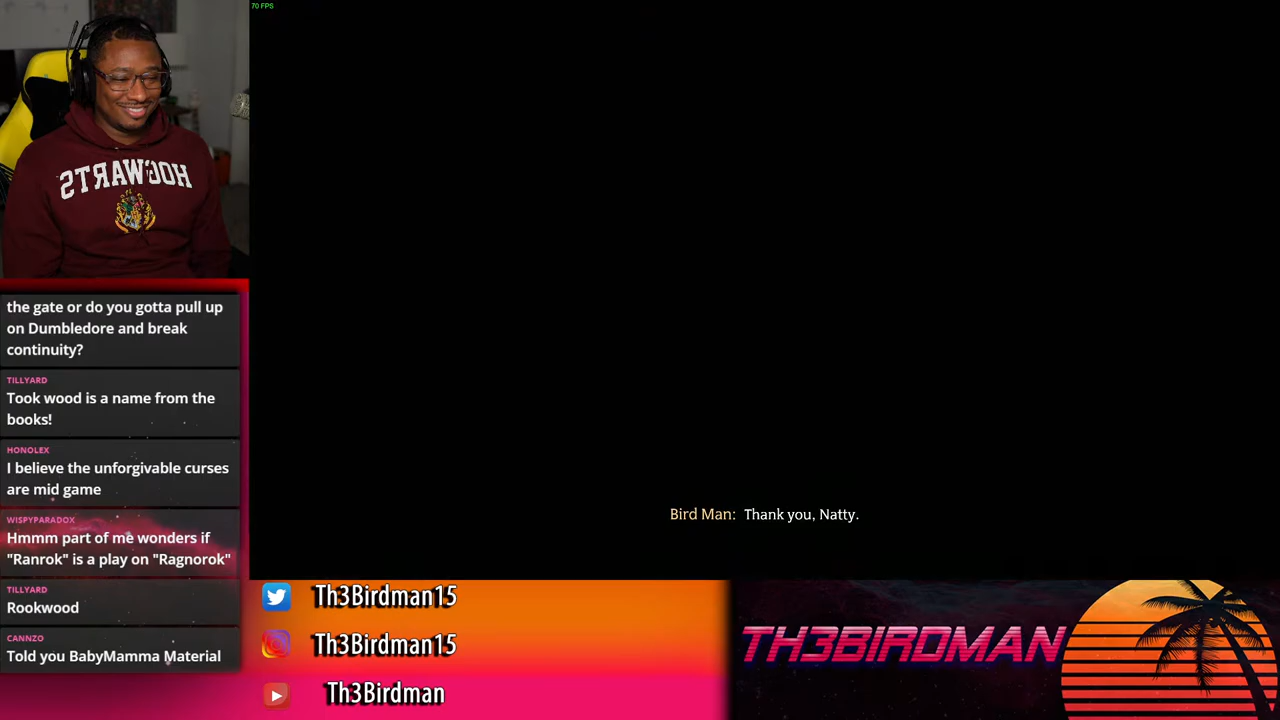 70 FPS
HOGWARTS
the gate or do you gotta pull up
on Dumbledore and break
continuity?
TILLYARD
Took wood is a name from the
books!
HONOLEX
I believe the unforgivable curses
are mid game
WISPYPARADOX
Hmmm part of me wonders if
"Ranrok" is a play on "Ragnorok"
TILLYARD
Rookwood
CANNZO
Told you BabyMamma Material
Bird Man: Thank you, Natty.
Th3Birdman15
Th3Birdman15
Th3Birdman
TH3BIRDMAN